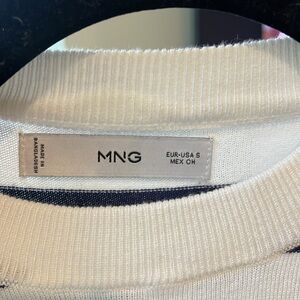 MADE IN
BANGLADESH
MNG
EUR-USA S
MEX CH